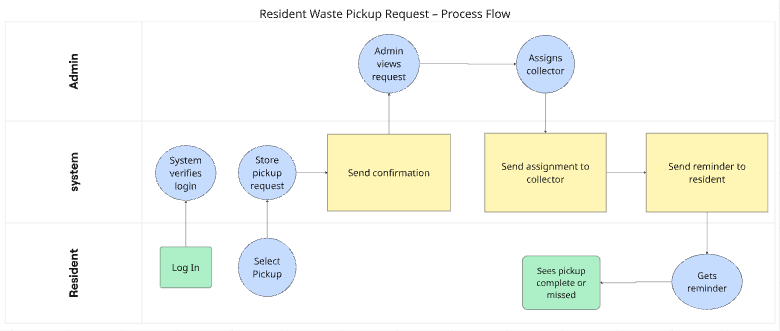 Resident Waste Pickup Request – Process Flow
Admin
Admin
views
request
Assigns
collector
system
System
verifies
login
Store
pickup
request
Send confirmation
Send assignment to
collector
Send reminder to
resident
Resident
Log In
Select
Pickup
Sees pickup
complete or
missed
Gets
reminder